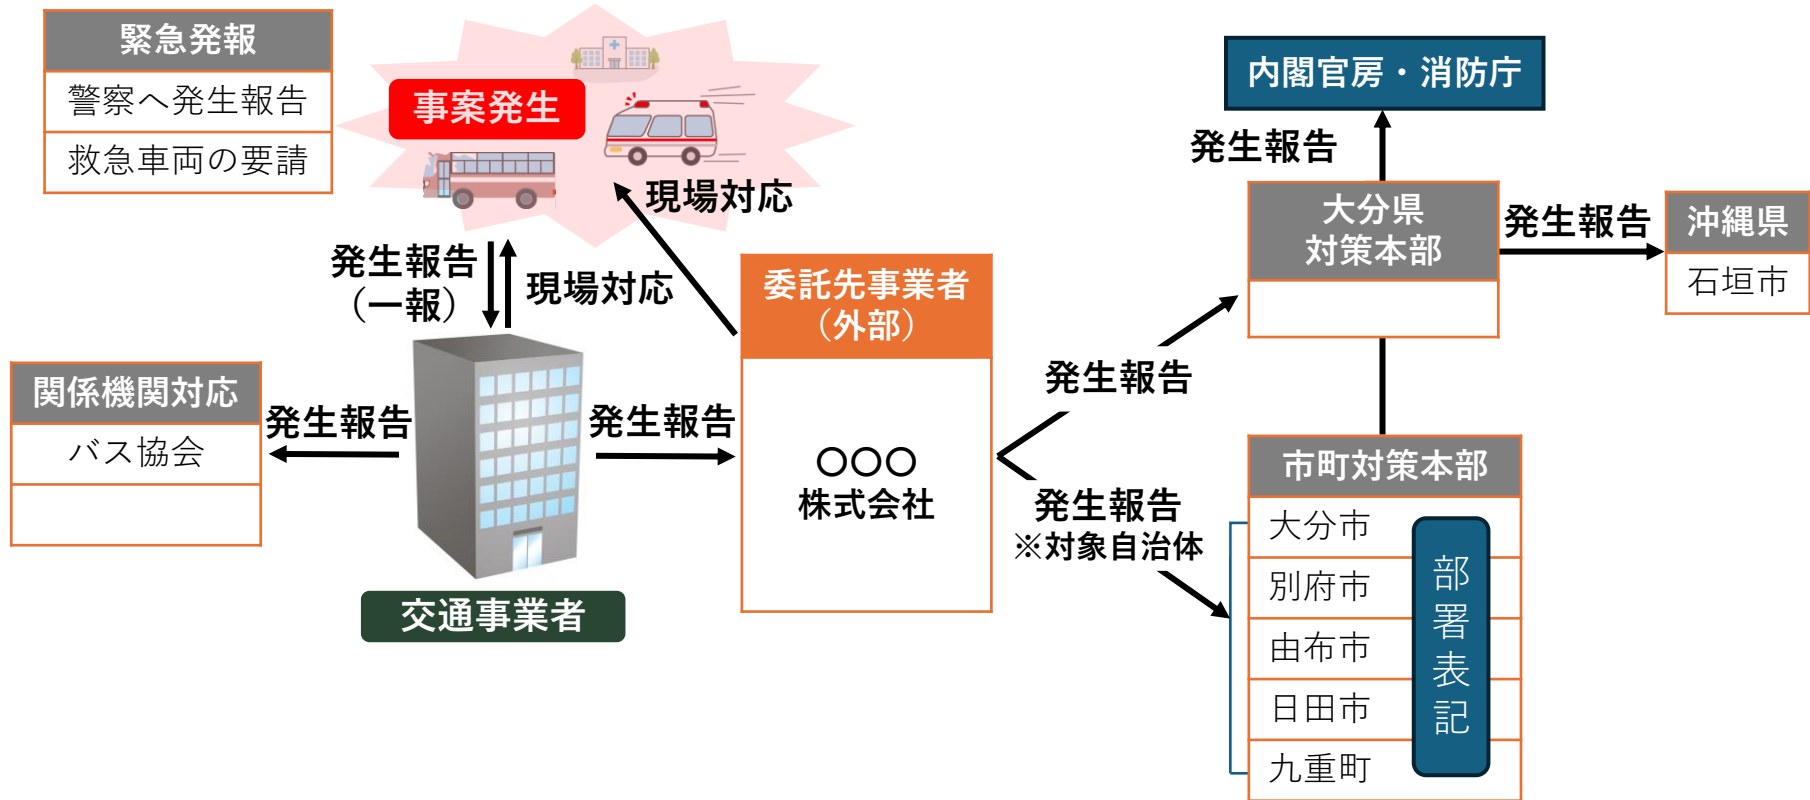 緊急発報
警察へ発生報告
救急車両の要請
事案発生
現場対応
発生報告
（一報）
現場対応
関係機関対応
バス協会
発生報告
交通事業者
発生報告
委託先事業者
（外部）
○○○
株式会社
発生報告
発生報告
※対象自治体
内閣官房・消防庁
発生報告
大分県
対策本部
発生報告
沖縄県
石垣市
市町対策本部
大分市
別府市
由布市
日田市
九重町
部署表記